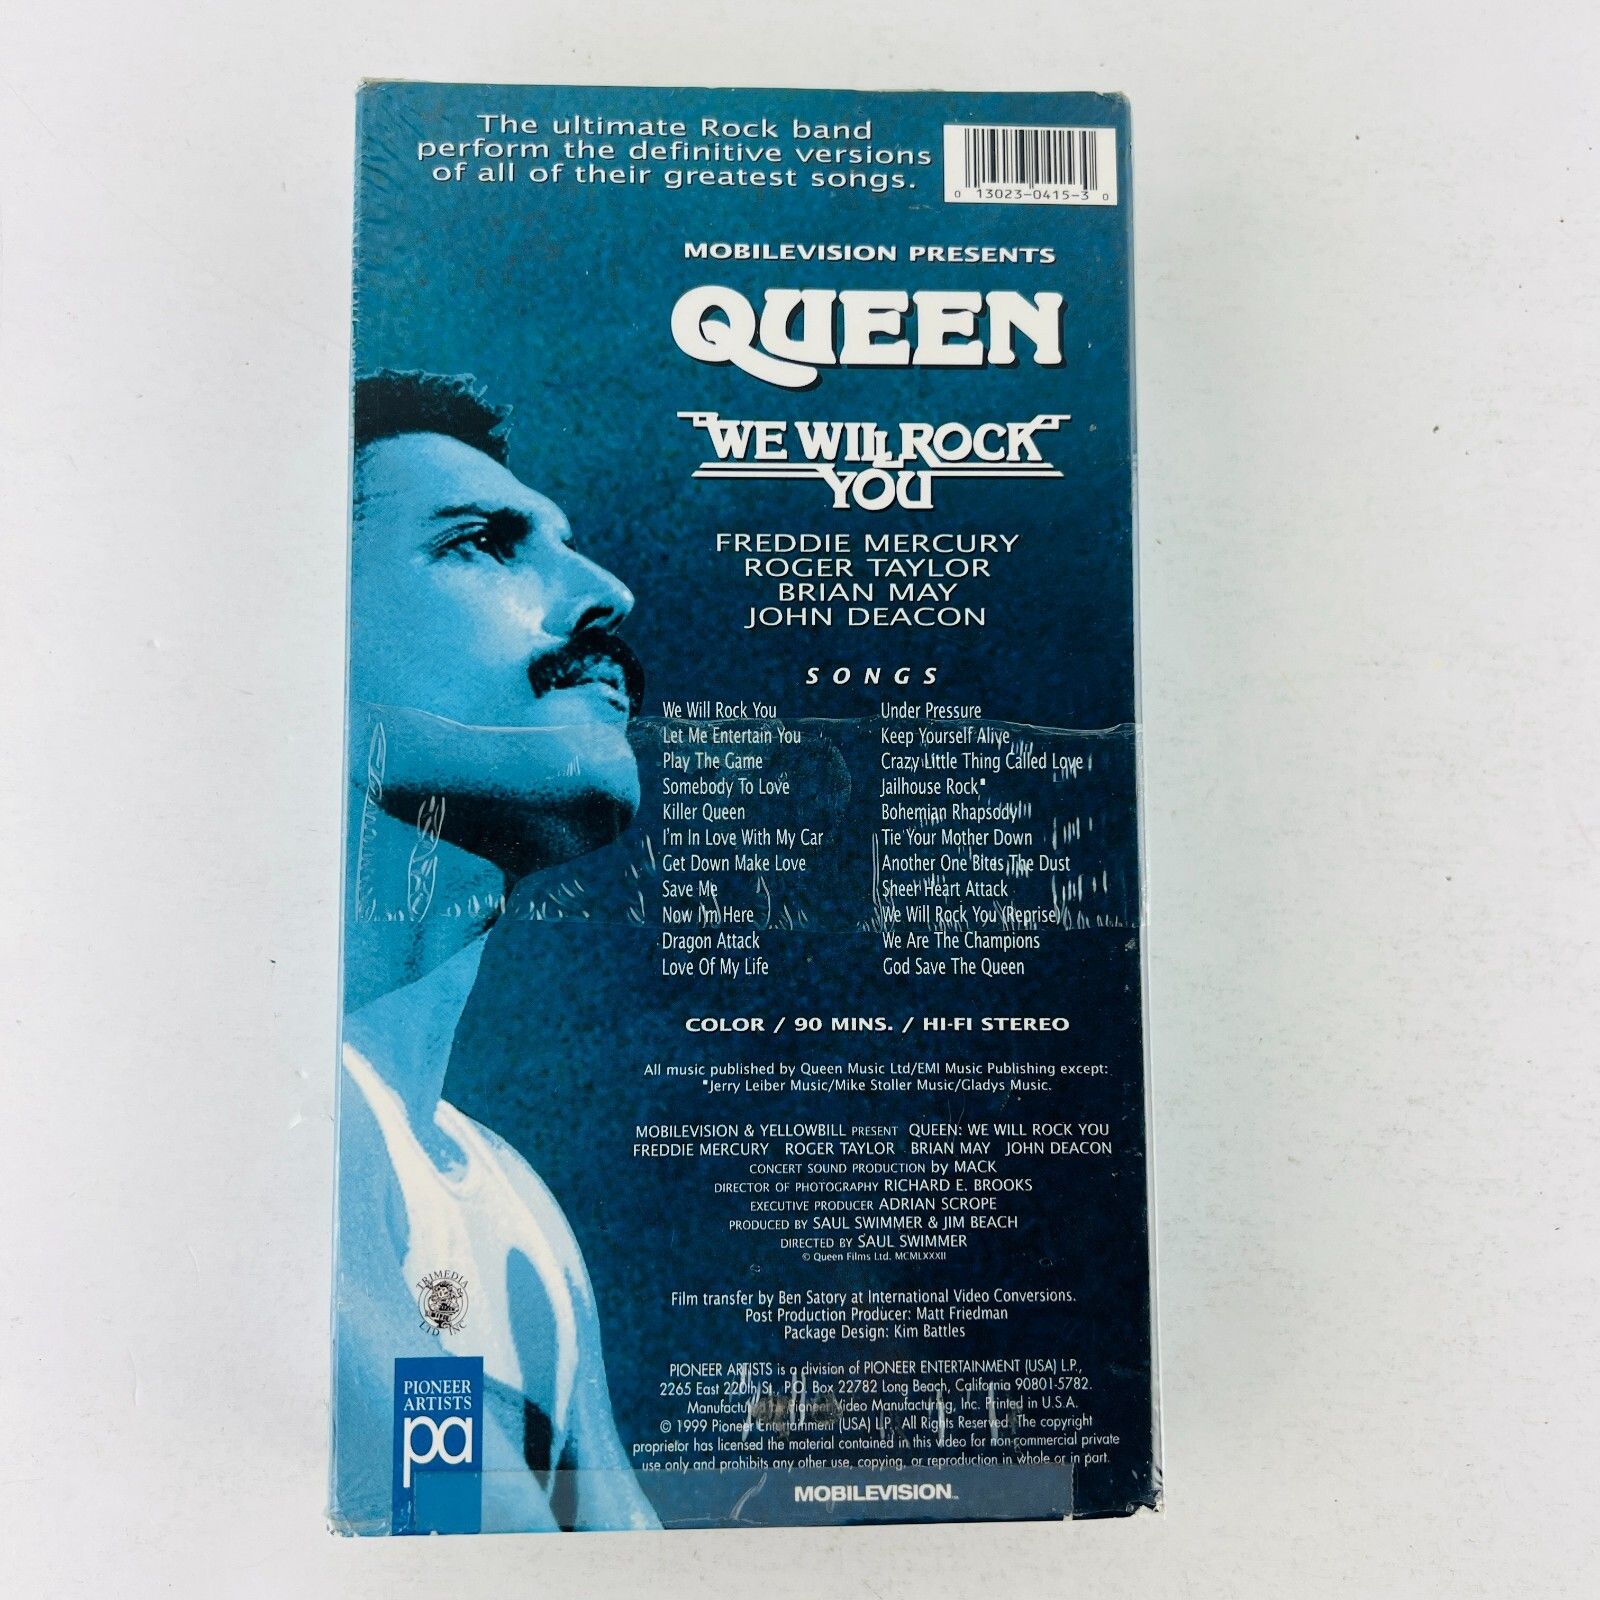 The ultimate Rock band
perform the definitive versions
of all of their greatest songs.
0 13023-0415-3 0
MOBILEVISION PRESENTS
QUEEN
WE WILL ROCK
YOU
FREDDIE MERCURY
ROGER TAYLOR
BRIAN MAY
JOHN DEACON
SONGS
We Will Rock You
Let Me Entertain You
Play The Game
Somebody To Love
Killer Queen
I'm In Love With My Car
Get Down Make Love
Save Me
Now I'm Here
Dragon Attack
Love Of My Life
Under Pressure
Keep Yourself Alive
Crazy Little Thing Called Love
Jailhouse Rock*
Bohemian Rhapsody
Tie Your Mother Down
Another One Bites The Dust
Sheer Heart Attack
We Will Rock You (Reprise)
We Are The Champions
God Save The Queen
COLOR / 90 MINS. / HI-FI STEREO
All music published by Queen Music Ltd/EMI Music Publishing except:
*Jerry Leiber Music/Mike Stoller Music/Gladys Music.
MOBILEVISION & YELLOWBILL PRESENT QUEEN: WE WILL ROCK YOU
FREDDIE MERCURY ROGER TAYLOR BRIAN MAY JOHN DEACON
CONCERT SOUND PRODUCTION by MACK
DIRECTOR OF PHOTOGRAPHY RICHARD E. BROOKS
EXECUTIVE PRODUCER ADRIAN SCROPE
PRODUCED BY SAUL SWIMMER & JIM BEACH
DIRECTED BY SAUL SWIMMER
© Queen Films Ltd. MCMLXXXII
Film transfer by Ben Satory at International Video Conversions.
Post Production Producer: Matt Friedman
Package Design: Kim Battles
TRIMEDIA
LTD INC
PIONEER
ARTISTS
pa
PIONEER ARTISTS is a division of PIONEER ENTERTAINMENT (USA) L.P.,
2265 East 220th St. P.O. Box 22782 Long Beach, California 90801-5782.
Pioneer Video Manufacturing, Inc. Printed in U.S.A.
© 1999 Pioneer Entertainment (USA) L.P. All Rights Reserved. The copyright
proprietor has licensed the material contained in this video for non-commercial private
use only and prohibits any other use, copying, or reproduction in whole or in part.
MOBILEVISION™